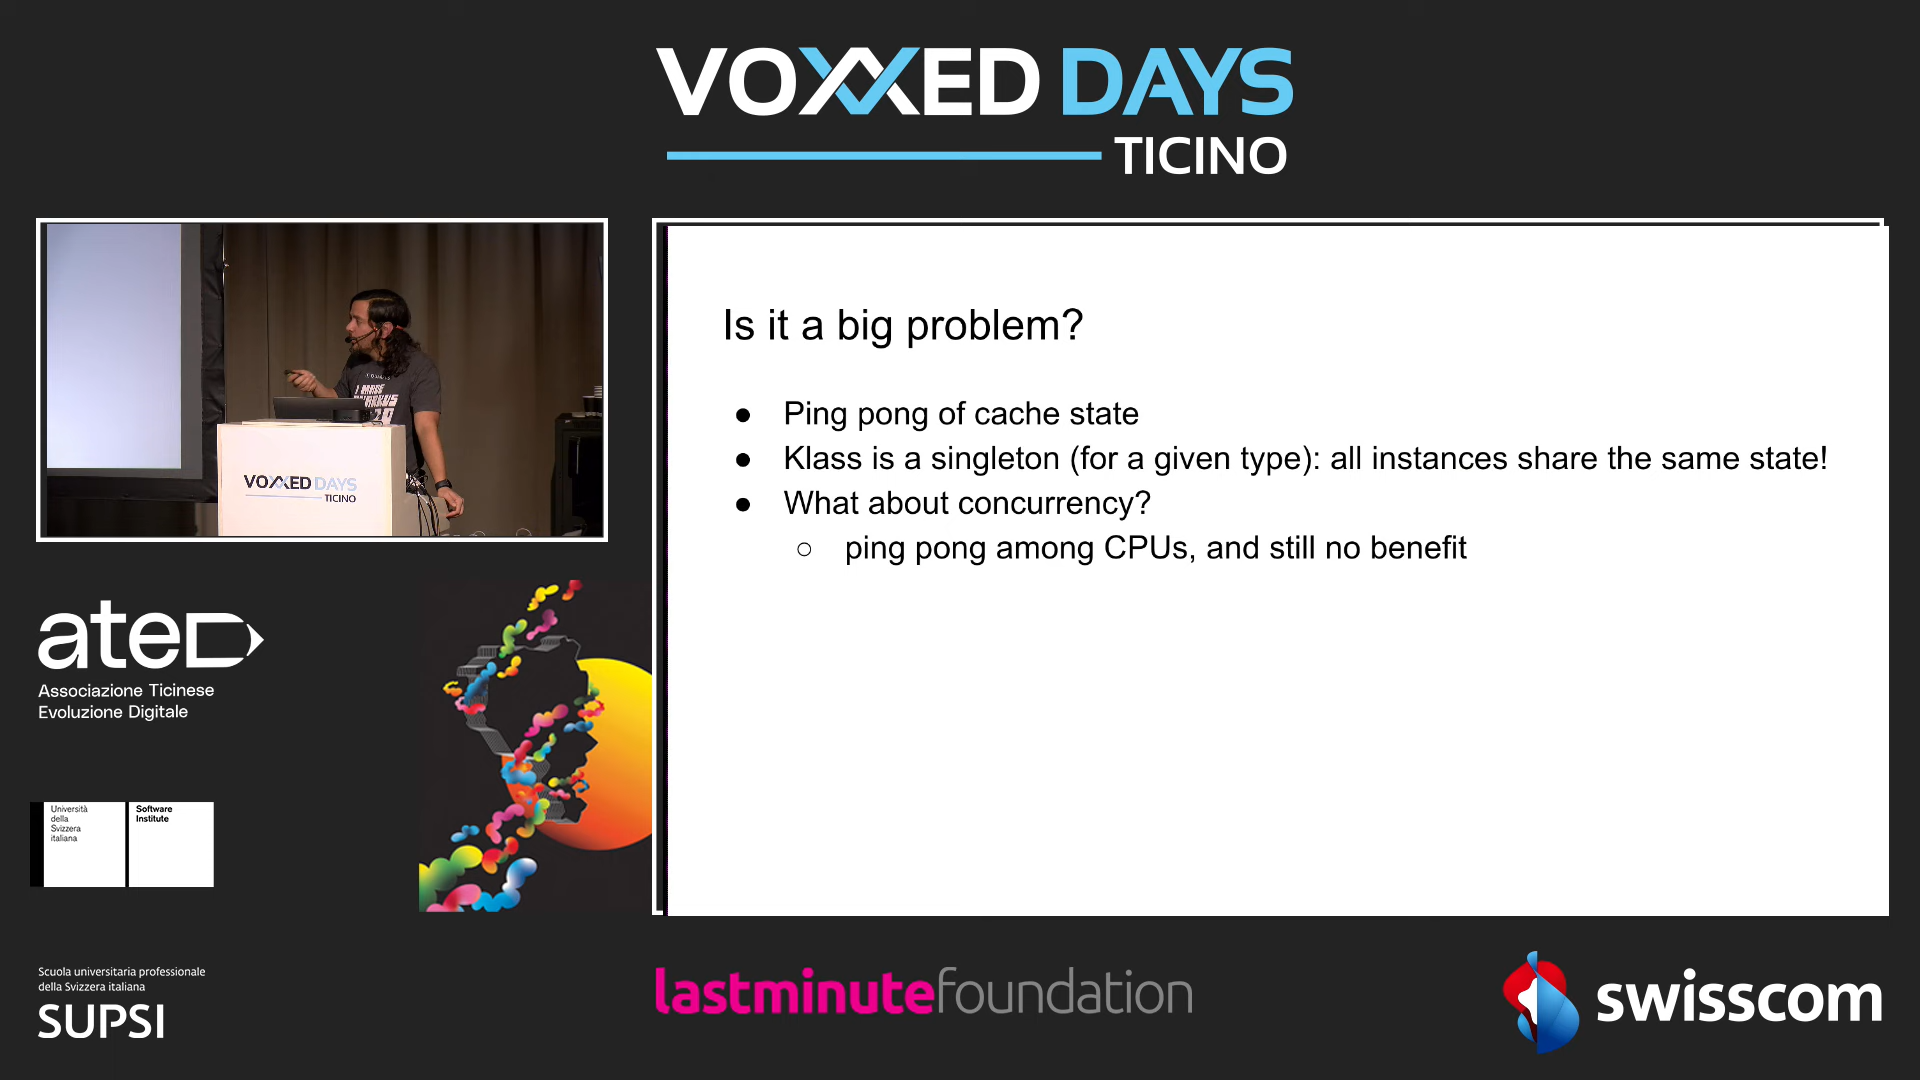 VOXXED DAYS
TICINO
I MADE
VOXXED DAYS
TICINO
Is it a big problem?
● Ping pong of cache state
● Klass is a singleton (for a given type): all instances share the same state!
● What about concurrency?
○ ping pong among CPUs, and still no benefit
ated
Associazione Ticinese
Evoluzione Digitale
Università
della
Svizzera
italiana
Software
Institute
Scuola universitaria professionale
della Svizzera italiana
SUPSI
lastminutefoundation
swisscom